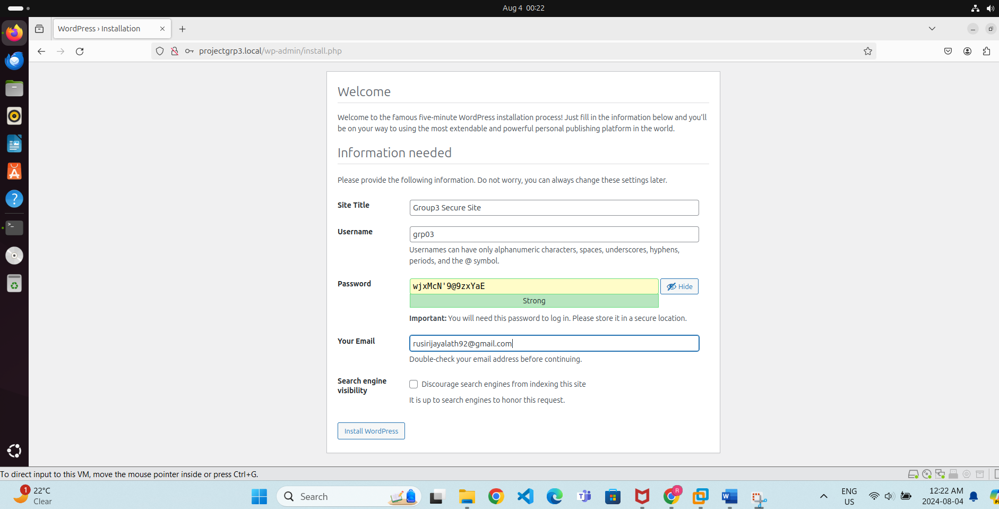 Aug 4 00:22
WordPress › Installation
projectgrp3.local/wp-admin/install.php
Welcome
Welcome to the famous five-minute WordPress installation process! Just fill in the information below and you’ll
be on your way to using the most extendable and powerful personal publishing platform in the world.
Information needed
Please provide the following information. Do not worry, you can always change these settings later.
Site Title
Group3 Secure Site
Username
grp03
Usernames can have only alphanumeric characters, spaces, underscores, hyphens,
periods, and the @ symbol.
Password
wjxMcN'9@9zxYaE
Hide
Strong
Important: You will need this password to log in. Please store it in a secure location.
Your Email
rusirijayalath92@gmail.com
Double-check your email address before continuing.
Search engine
visibility
Discourage search engines from indexing this site
It is up to search engines to honor this request.
Install WordPress
To direct input to this VM, move the mouse pointer inside or press Ctrl+G.
1
22°C
Clear
Search
R
ENG
US
12:22 AM
2024-08-04